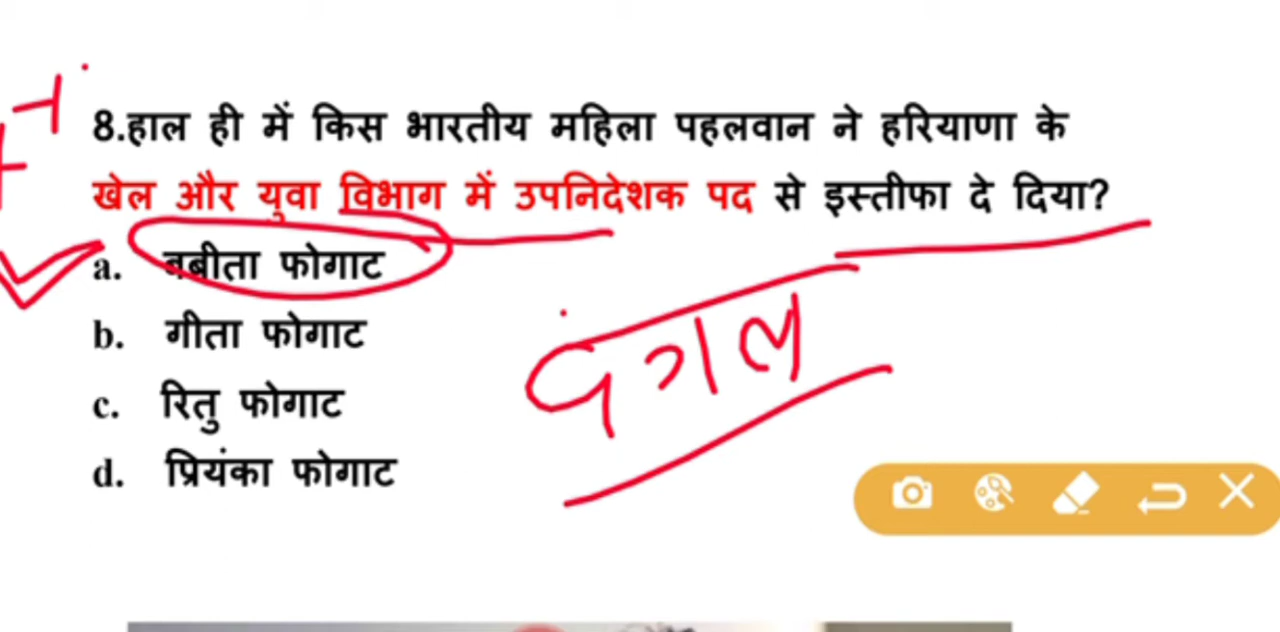 8.हाल ही में किस भारतीय महिला पहलवान ने हरियाणा के
खेल और युवा विभाग में उपनिदेशक पद से इस्तीफा दे दिया?
a. बबीता फोगाट
b. गीता फोगाट
दंगल
c. रितु फोगाट
d. प्रियंका फोगाट